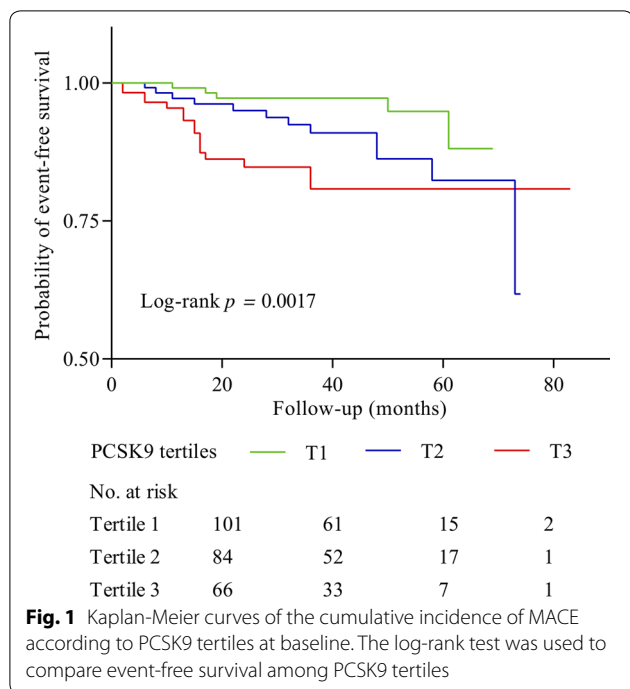 1.00
0.75
0.50
Probability of event-free survival
Log-rank p = 0.0017
0 20 40 60 80
Follow-up (months)
PCSK9 tertiles T1 T2 T3
No. at risk
Tertile 1 101 61 15 2
Tertile 2 84 52 17 1
Tertile 3 66 33 7 1
Fig. 1 Kaplan-Meier curves of the cumulative incidence of MACE
according to PCSK9 tertiles at baseline. The log-rank test was used to
compare event-free survival among PCSK9 tertiles